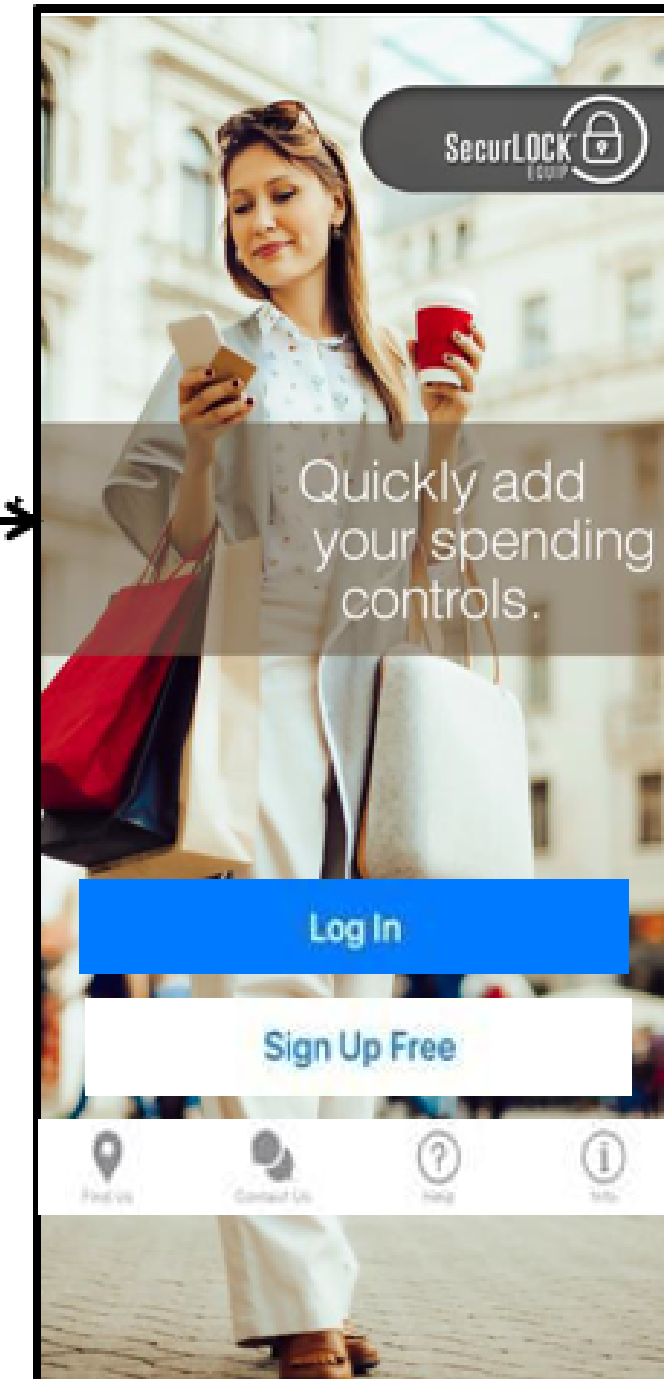 SecurLOCK
EQUIP
Quickly add
your spending
controls.
Log In
Sign Up Free
Find Us
Contact Us
Help
Info